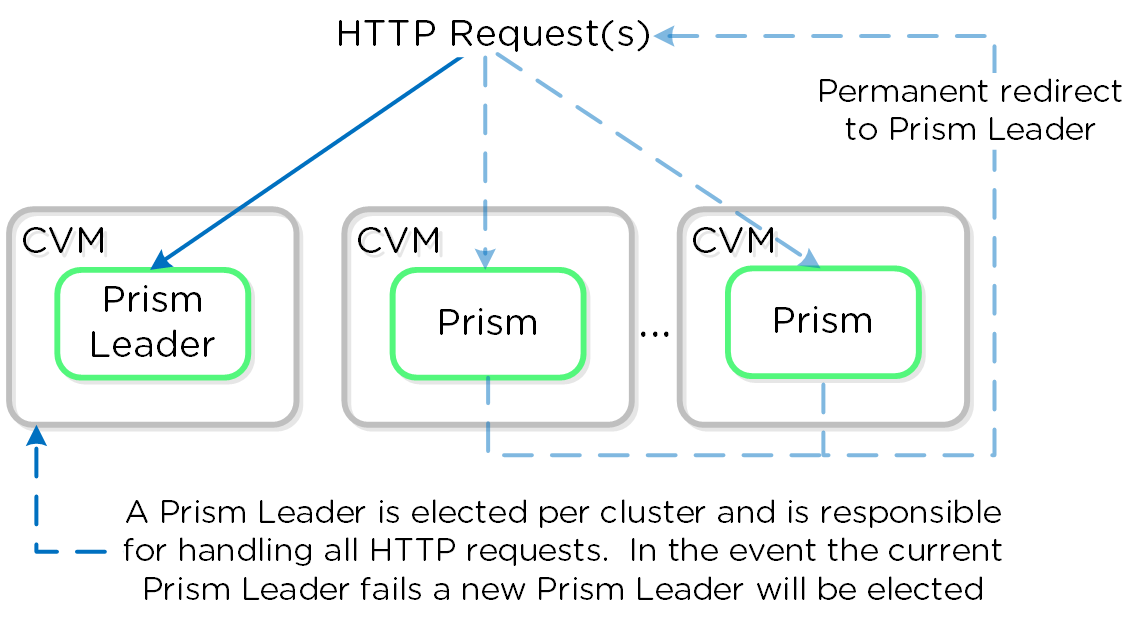 HTTP Request(s)
Permanent redirect
to Prism Leader
CVM
Prism
Leader
CVM
Prism
...
CVM
Prism
A Prism Leader is elected per cluster and is responsible
for handling all HTTP requests.  In the event the current
Prism Leader fails a new Prism Leader will be elected